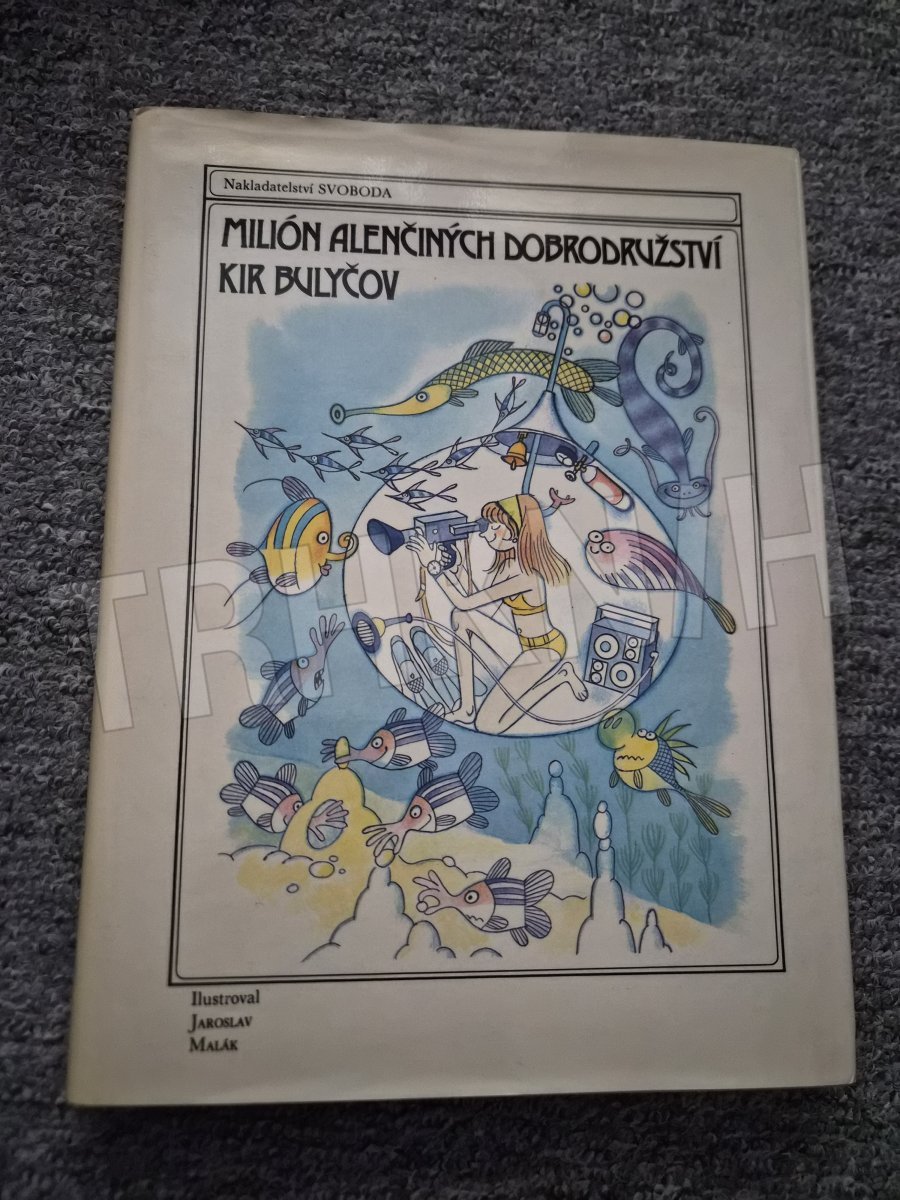 Nakladatelství SVOBODA
MILIÓN ALENČINÝCH DOBRODRUŽSTVÍ
KIR BULYČOV
Ilustroval
JAROSLAV
MALÁK